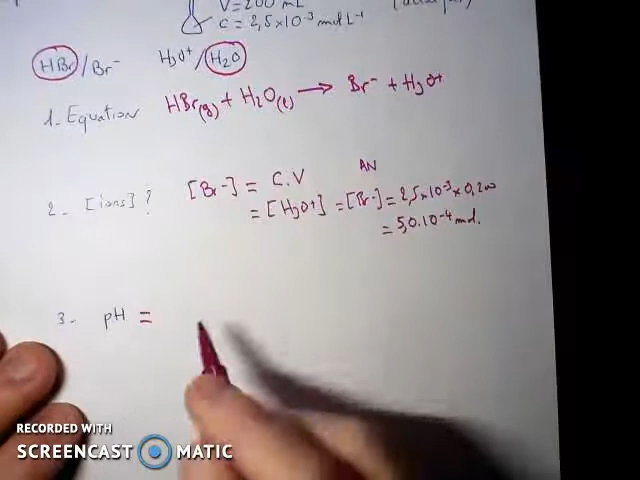 V = 200 mL
C = 2,5×10⁻³ mol L⁻¹
HBr / Br⁻ H₃O⁺ / H₂O
1. Equation HBr(g) + H₂O(l) → Br⁻ + H₃O⁺
AN
2. [ions]? [Br⁻] = C.V
= [H₃O⁺] = [Br⁻] = 2,5×10⁻³ × 0,200
= 5,0.10⁻⁴ mol.
3. pH =
RECORDED WITH
SCREENCAST MATIC